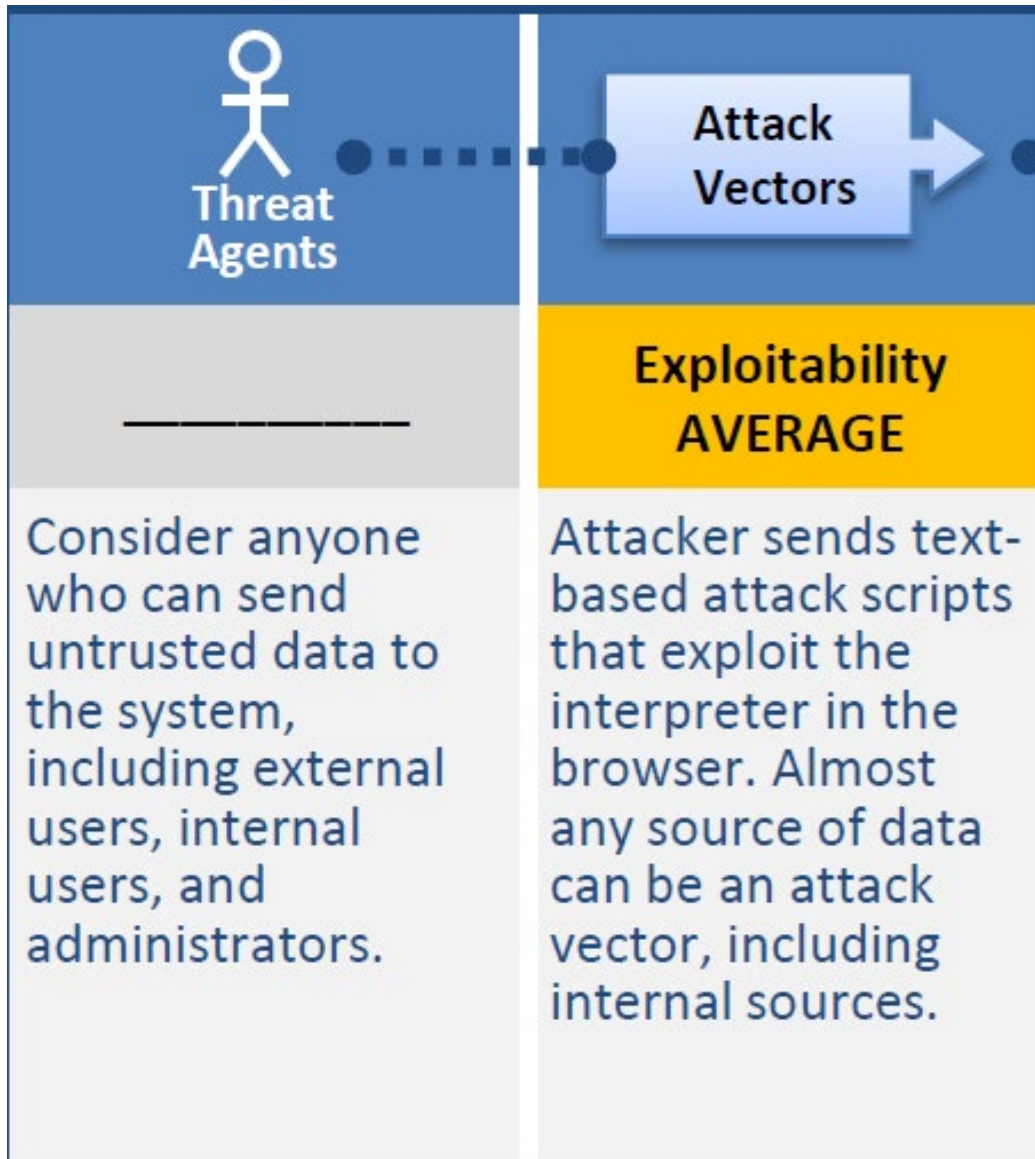 Threat
Agents
Attack
Vectors
__________
Exploitability
AVERAGE
Consider anyone
who can send
untrusted data to
the system,
including external
users, internal
users, and
administrators.
Attacker sends text-
based attack scripts
that exploit the
interpreter in the
browser. Almost
any source of data
can be an attack
vector, including
internal sources.